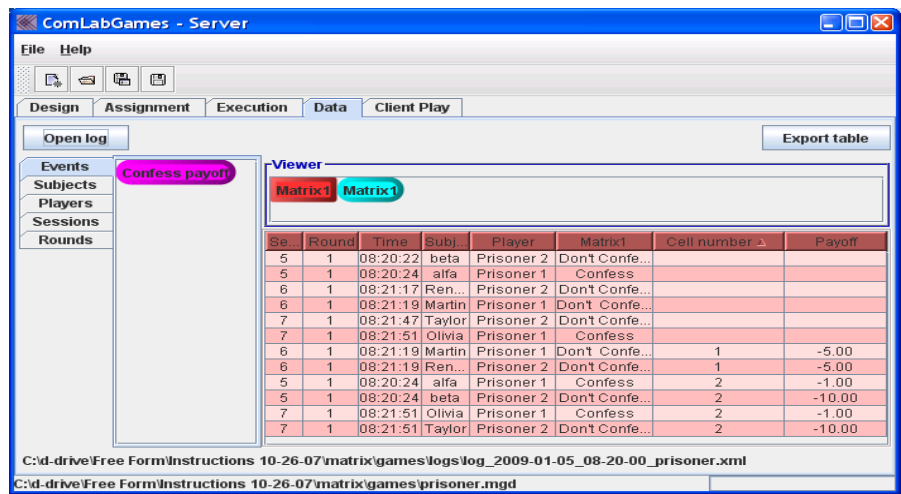 ComLabGames - Server
File Help
Design Assignment Execution Data Client Play
Open log Export table
Events
Subjects
Players
Sessions
Rounds
Confess payoff
Viewer
Matrix1 Matrix1
Se... Round Time Subj... Player Matrix1 Cell number Payoff
5 1 08:20:22 beta Prisoner 2 Don't Confe...
5 1 08:20:24 alfa Prisoner 1 Confess
6 1 08:21:17 Ren... Prisoner 2 Don't Confe...
6 1 08:21:19 Martin Prisoner 1 Don't Confe...
7 1 08:21:47 Taylor Prisoner 2 Don't Confe...
7 1 08:21:51 Olivia Prisoner 1 Confess
6 1 08:21:19 Martin Prisoner 1 Don't Confe... 1 -5.00
6 1 08:21:19 Ren... Prisoner 2 Don't Confe... 1 -5.00
5 1 08:20:24 alfa Prisoner 1 Confess 2 -1.00
5 1 08:20:24 beta Prisoner 2 Don't Confe... 2 -10.00
7 1 08:21:51 Olivia Prisoner 1 Confess 2 -1.00
7 1 08:21:51 Taylor Prisoner 2 Don't Confe... 2 -10.00
C:\d-drive\Free Form\Instructions 10-26-07\matrix\games\logs\log_2009-01-05_08-20-00_prisoner.xml
C:\d-drive\Free Form\Instructions 10-26-07\matrix\games\prisoner.mgd